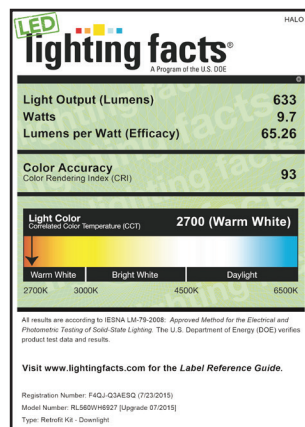 LED
HALO
lighting facts®
A Program of the U.S. DOE
Light Output (Lumens) 633
Watts 9.7
Lumens per Watt (Efficacy) 65.26
Color Accuracy
Color Rendering Index (CRI) 93
Light Color
Correlated Color Temperature (CCT) 2700 (Warm White)
Warm White Bright White Daylight
2700K 3000K 4500K 6500K
All results are according to IESNA LM-79-2008: Approved Method for the Electrical and
Photometric Testing of Solid-State Lighting. The U.S. Department of Energy (DOE) verifies
product test data and results.
Visit www.lightingfacts.com for the Label Reference Guide.
Registration Number: F4QJ-Q3AESQ (7/23/2015)
Model Number: RL560WH6927 [Upgrade 07/2015]
Type: Retrofit Kit - Downlight